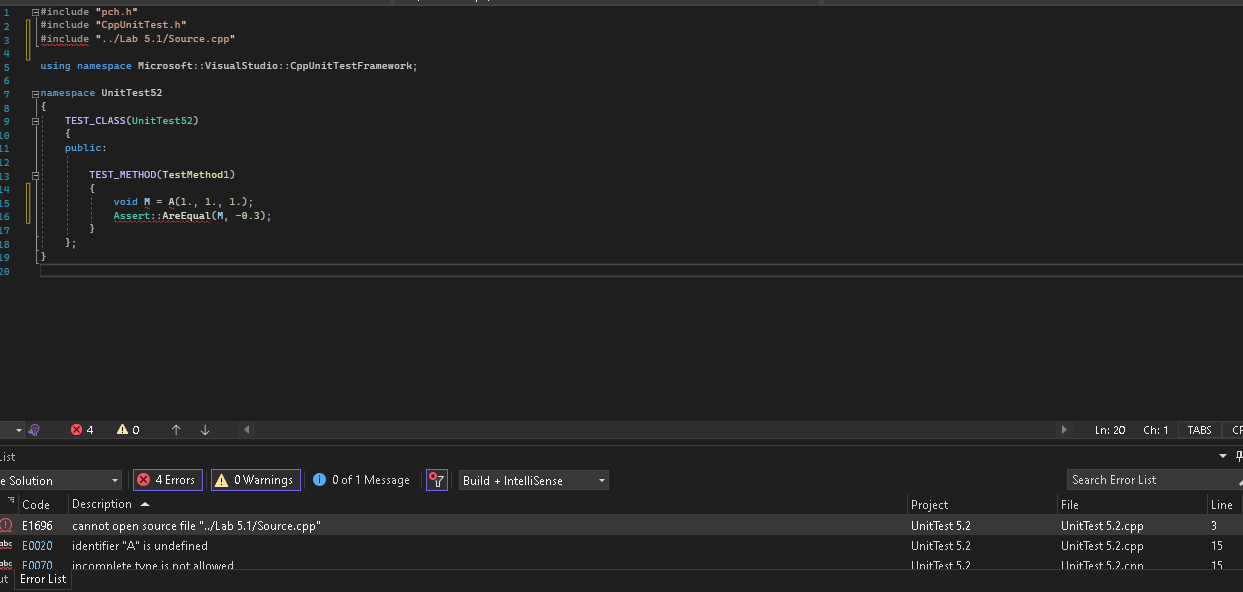 1 #include "pch.h"
2 #include "CppUnitTest.h"
3 #include "../Lab 5.1/Source.cpp"
4
5 using namespace Microsoft::VisualStudio::CppUnitTestFramework;
6
7 namespace UnitTest52
8 {
9 TEST_CLASS(UnitTest52)
10 {
11 public:
12
13 TEST_METHOD(TestMethod1)
14 {
15 void M = A(1., 1., 1.);
16 Assert::AreEqual(M, -0.3);
17 }
18 };
19 }
20
4 0 Ln: 20 Ch: 1 TABS
List
e Solution 4 Errors 0 Warnings 0 of 1 Message Build + IntelliSense Search Error List
Code Description Project File Line
E1696 cannot open source file "../Lab 5.1/Source.cpp" UnitTest 5.2 UnitTest 5.2.cpp 3
abc E0020 identifier "A" is undefined UnitTest 5.2 UnitTest 5.2.cpp 15
abc E0070 incomplete type is not allowed UnitTest 5.2 UnitTest 5.2.cpp 15
ut Error List